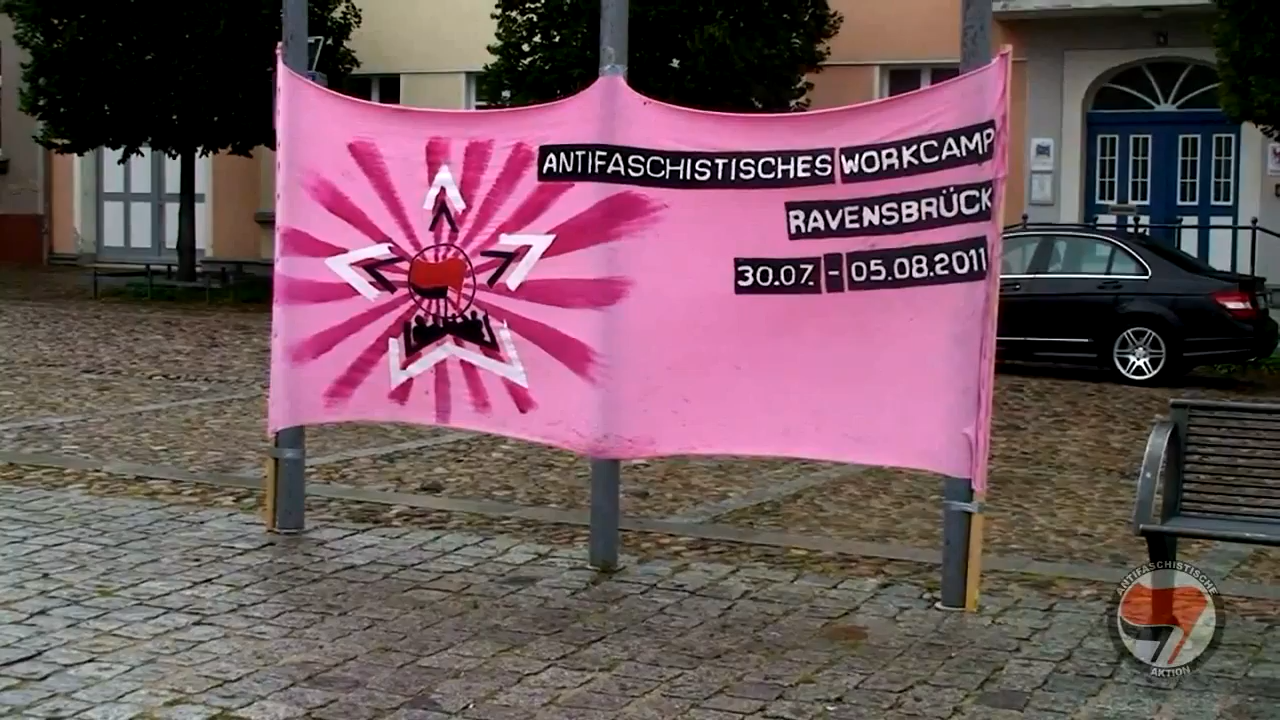 ANTIFASCHISTISCHES WORKCAMP
RAVENSBRÜCK
30.07. - 05.08.2011
ANTIFASCHISTISCHE
AKTION